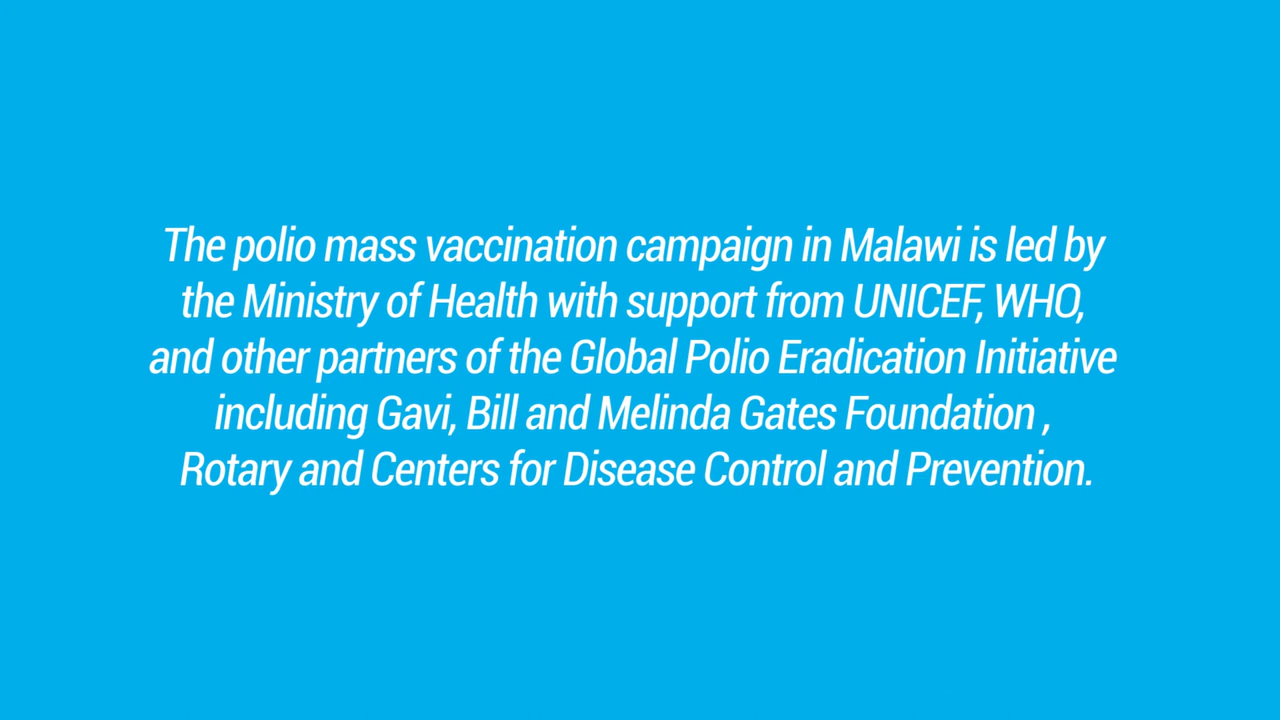 The polio mass vaccination campaign in Malawi is led by
the Ministry of Health with support from UNICEF, WHO,
and other partners of the Global Polio Eradication Initiative
including Gavi, Bill and Melinda Gates Foundation ,
Rotary and Centers for Disease Control and Prevention.